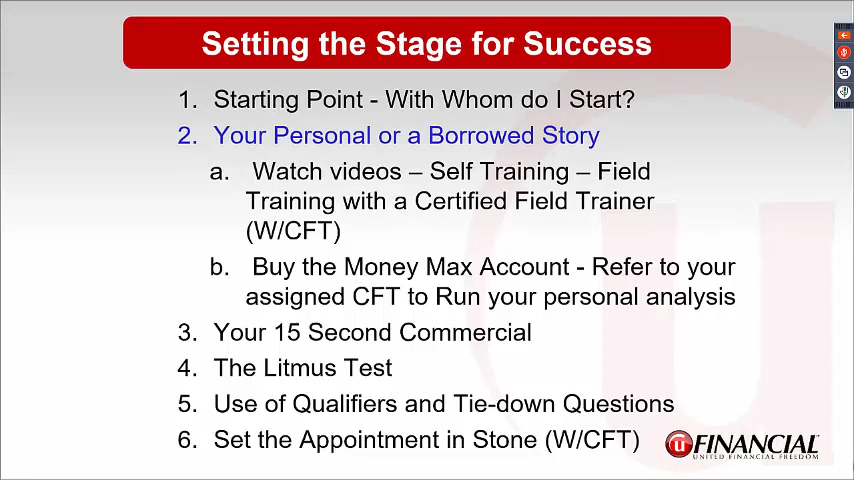 Setting the Stage for Success
1. Starting Point - With Whom do I Start?
2. Your Personal or a Borrowed Story
a. Watch videos – Self Training – Field
Training with a Certified Field Trainer
(W/CFT)
b. Buy the Money Max Account - Refer to your
assigned CFT to Run your personal analysis
3. Your 15 Second Commercial
4. The Litmus Test
5. Use of Qualifiers and Tie-down Questions
6. Set the Appointment in Stone (W/CFT)
u FINANCIAL
UNITED FINANCIAL FREEDOM